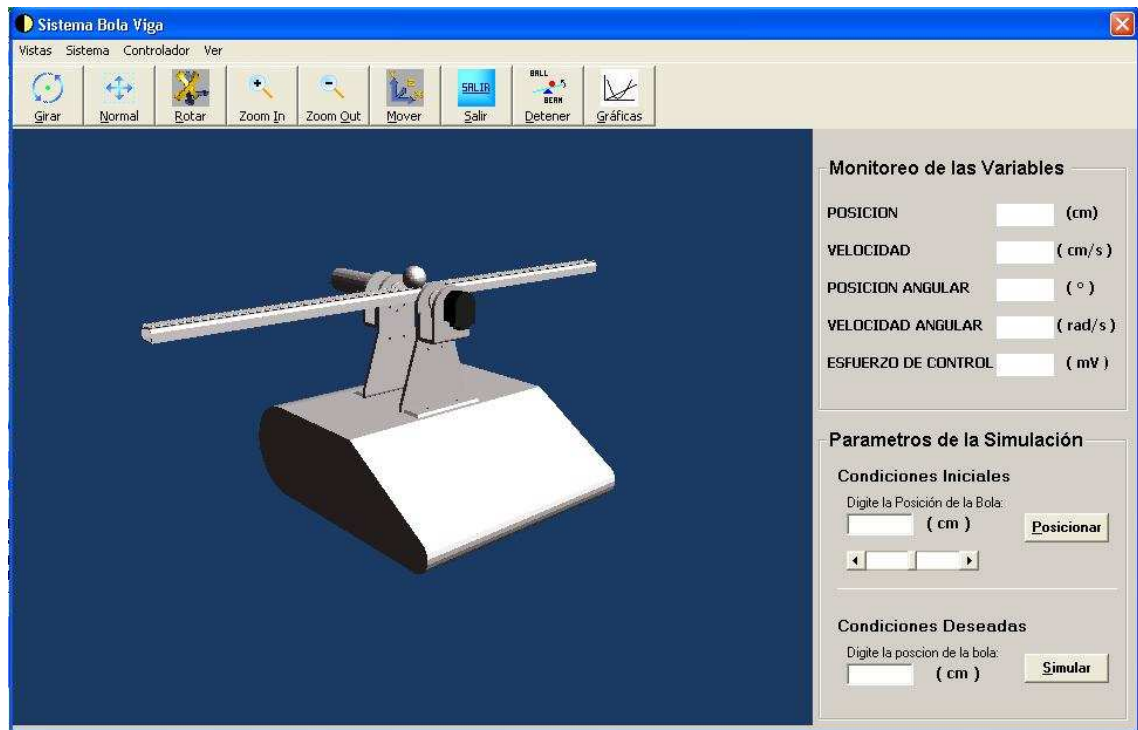 Sistema Bola Viga
Vistas Sistema Controlador Ver
SALIR
BALL
BEAM
Girar Normal Rotar Zoom In Zoom Out Mover Salir Detener Gráficas
Monitoreo de las Variables
POSICION (cm)
VELOCIDAD ( cm/s )
POSICION ANGULAR ( º )
VELOCIDAD ANGULAR ( rad/s )
ESFUERZO DE CONTROL ( mV )
Parametros de la Simulación
Condiciones Iniciales
Digite la Posición de la Bola:
( cm ) Posicionar
Condiciones Deseadas
Digite la poscion de la bola:
( cm ) Simular